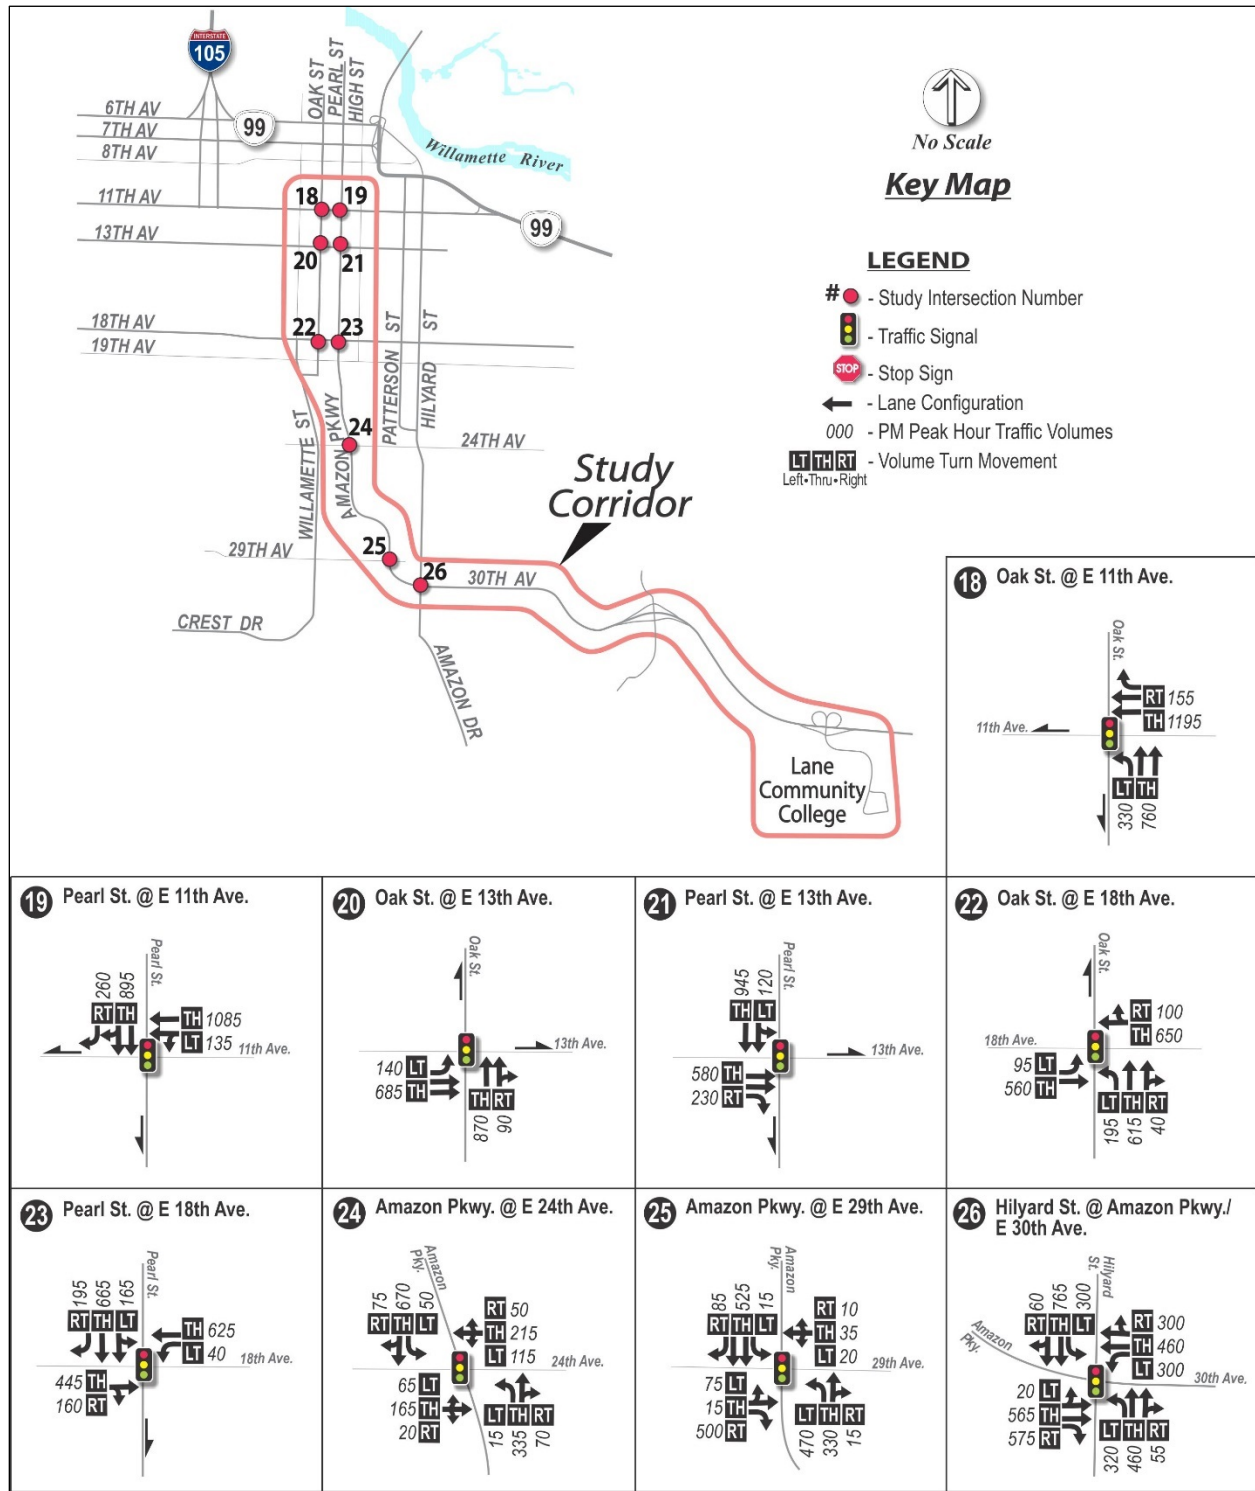 INTERSTATE
105
OAK ST
PEARL ST
HIGH ST
6TH AV
7TH AV
8TH AV
99
Willamette River
11TH AV
18
19
13TH AV
20
21
99
18TH AV
19TH AV
22
23
PATTERSON ST
HILYARD ST
WILLAMETTE ST
AMAZON PKWY
24
24TH AV
Study
Corridor
29TH AV
25
26
30TH AV
CREST DR
AMAZON DR
Lane
Community
College
No Scale
Key Map
LEGEND
# - Study Intersection Number
- Traffic Signal
STOP - Stop Sign
- Lane Configuration
000 - PM Peak Hour Traffic Volumes
LT TH RT - Volume Turn Movement
Left•Thru•Right
18 Oak St. @ E 11th Ave.
Oak St.
RT 155
TH 1195
11th Ave.
LT TH
330 760
19 Pearl St. @ E 11th Ave.
Pearl St.
260 895
RT TH
TH 1085
LT 135
11th Ave.
20 Oak St. @ E 13th Ave.
Oak St.
13th Ave.
140 LT
685 TH
TH RT
870 90
21 Pearl St. @ E 13th Ave.
Pearl St.
945 120
TH LT
13th Ave.
580 TH
230 RT
22 Oak St. @ E 18th Ave.
Oak St.
RT 100
TH 650
18th Ave.
95 LT
560 TH
LT TH RT
195 615 40
23 Pearl St. @ E 18th Ave.
Pearl St.
195 665 165
RT TH LT
TH 625
LT 40
18th Ave.
445 TH
160 RT
24 Amazon Pkwy. @ E 24th Ave.
Amazon Pky.
75 670 50
RT TH LT
RT 50
TH 215
LT 115
24th Ave.
65 LT
165 TH
20 RT
LT TH RT
15 335 70
25 Amazon Pkwy. @ E 29th Ave.
Amazon Pky.
85 525 15
RT TH LT
RT 10
TH 35
LT 20
29th Ave.
75 LT
15 TH
500 RT
LT TH RT
470 330 15
26 Hilyard St. @ Amazon Pkwy./
E 30th Ave.
Hilyard St.
60 765 300
RT TH LT
RT 300
TH 460
LT 300
Amazon Pky.
30th Ave.
20 LT
565 TH
575 RT
LT TH RT
320 460 55